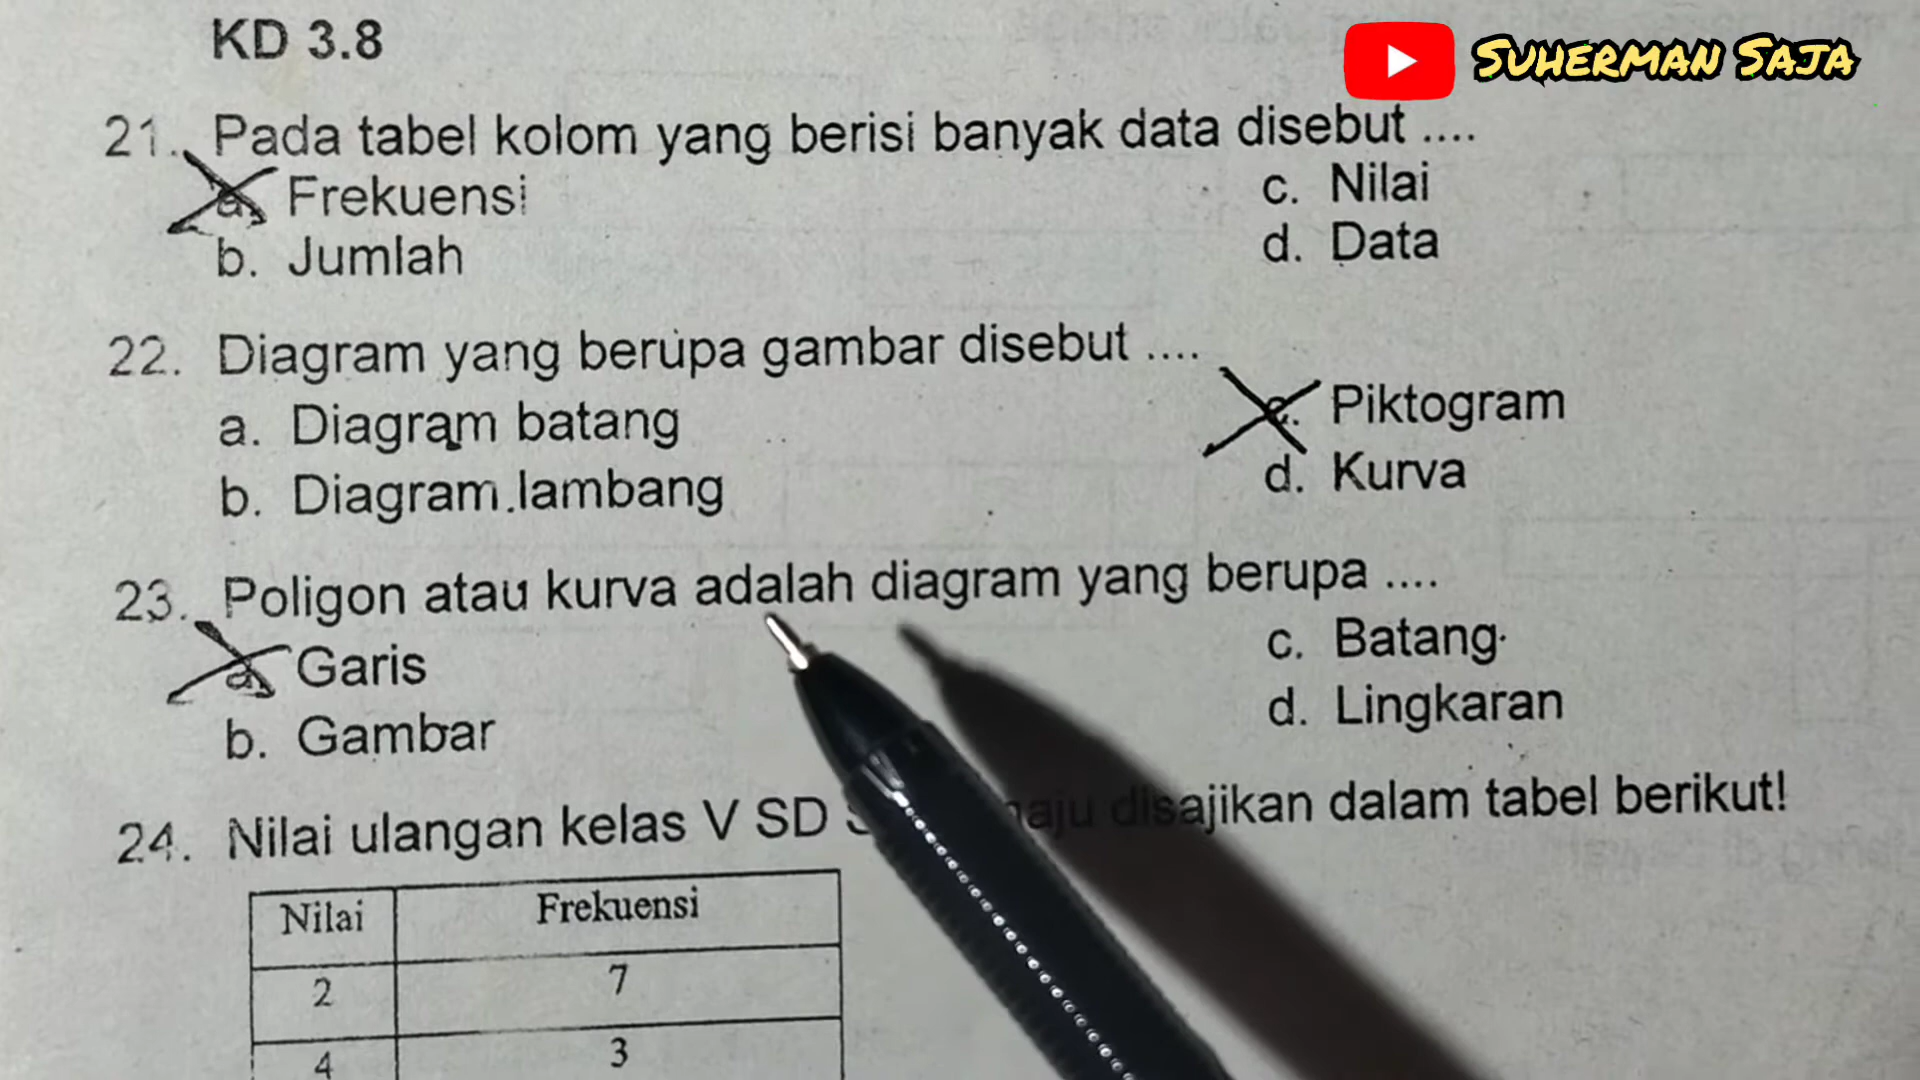 KD 3.8
SUHERMAN SAJA
21. Pada tabel kolom yang berisi banyak data disebut ....
a. Frekuensi
c. Nilai
b. Jumlah
d. Data
22. Diagram yang berupa gambar disebut ....
a. Diagram batang
c. Piktogram
b. Diagram lambang
d. Kurva
23. Poligon atau kurva adalah diagram yang berupa ....
a. Garis
c. Batang
b. Gambar
d. Lingkaran
24. Nilai ulangan kelas V SD disajikan dalam tabel berikut!
Nilai Frekuensi
2 7
4 3